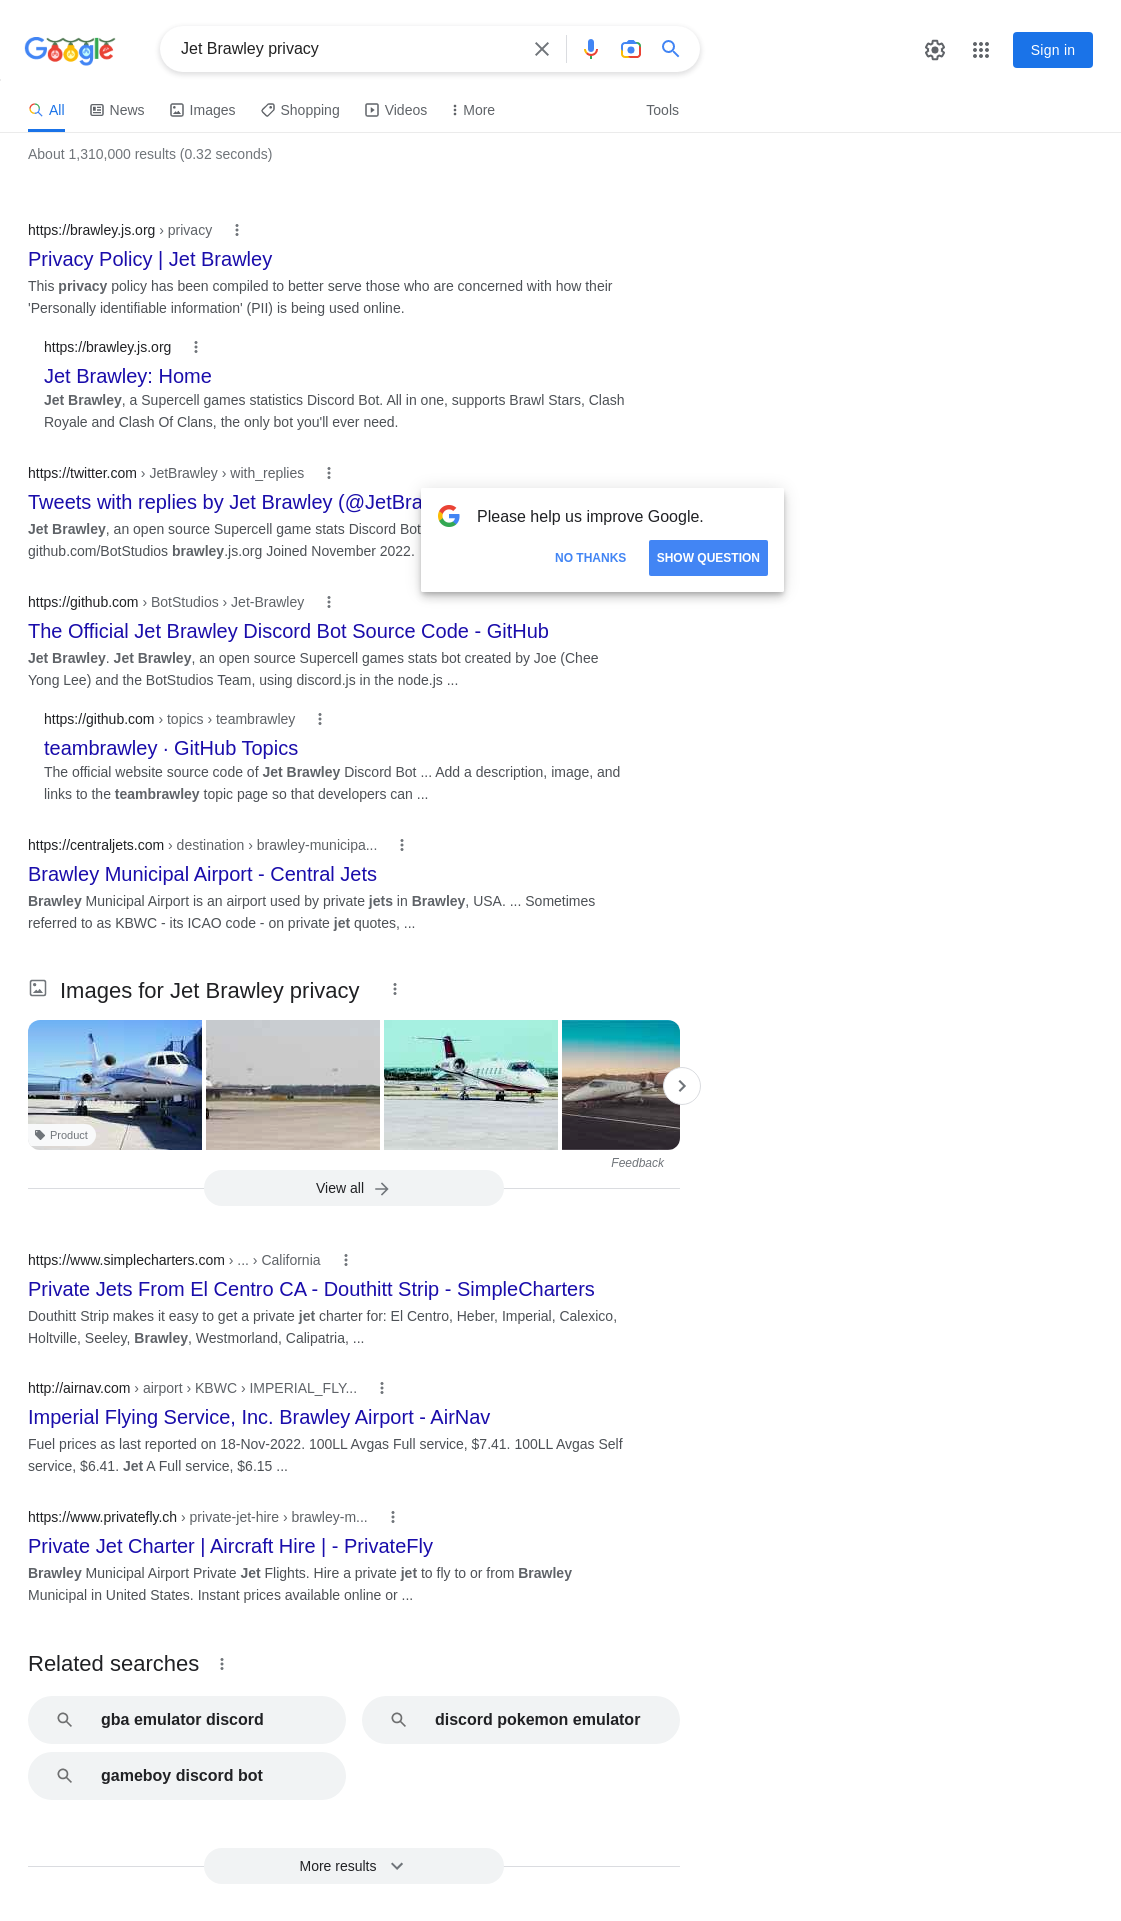 Google
Jet Brawley privacy
Sign in
All
News
Images
Shopping
Videos
More
Tools
About 1,310,000 results (0.32 seconds)
https://brawley.js.org › privacy
Privacy Policy | Jet Brawley
This privacy policy has been compiled to better serve those who are concerned with how their
'Personally identifiable information' (PII) is being used online.
https://brawley.js.org
Jet Brawley: Home
Jet Brawley, a Supercell games statistics Discord Bot. All in one, supports Brawl Stars, Clash
Royale and Clash Of Clans, the only bot you'll ever need.
https://twitter.com › JetBrawley › with_replies
Tweets with replies by Jet Brawley (@JetBra
Jet Brawley, an open source Supercell game stats Discord Bot
github.com/BotStudios brawley.js.org Joined November 2022.
Please help us improve Google.
NO THANKS
SHOW QUESTION
https://github.com › BotStudios › Jet-Brawley
The Official Jet Brawley Discord Bot Source Code - GitHub
Jet Brawley. Jet Brawley, an open source Supercell games stats bot created by Joe (Chee
Yong Lee) and the BotStudios Team, using discord.js in the node.js ...
https://github.com › topics › teambrawley
teambrawley · GitHub Topics
The official website source code of Jet Brawley Discord Bot ... Add a description, image, and
links to the teambrawley topic page so that developers can ...
https://centraljets.com › destination › brawley-municipa...
Brawley Municipal Airport - Central Jets
Brawley Municipal Airport is an airport used by private jets in Brawley, USA. ... Sometimes
referred to as KBWC - its ICAO code - on private jet quotes, ...
Images for Jet Brawley privacy
Product
Feedback
View all
https://www.simplecharters.com › ... › California
Private Jets From El Centro CA - Douthitt Strip - SimpleCharters
Douthitt Strip makes it easy to get a private jet charter for: El Centro, Heber, Imperial, Calexico,
Holtville, Seeley, Brawley, Westmorland, Calipatria, ...
http://airnav.com › airport › KBWC › IMPERIAL_FLY...
Imperial Flying Service, Inc. Brawley Airport - AirNav
Fuel prices as last reported on 18-Nov-2022. 100LL Avgas Full service, $7.41. 100LL Avgas Self
service, $6.41. Jet A Full service, $6.15 ...
https://www.privatefly.ch › private-jet-hire › brawley-m...
Private Jet Charter | Aircraft Hire | - PrivateFly
Brawley Municipal Airport Private Jet Flights. Hire a private jet to fly to or from Brawley
Municipal in United States. Instant prices available online or ...
Related searches
gba emulator discord
discord pokemon emulator
gameboy discord bot
More results